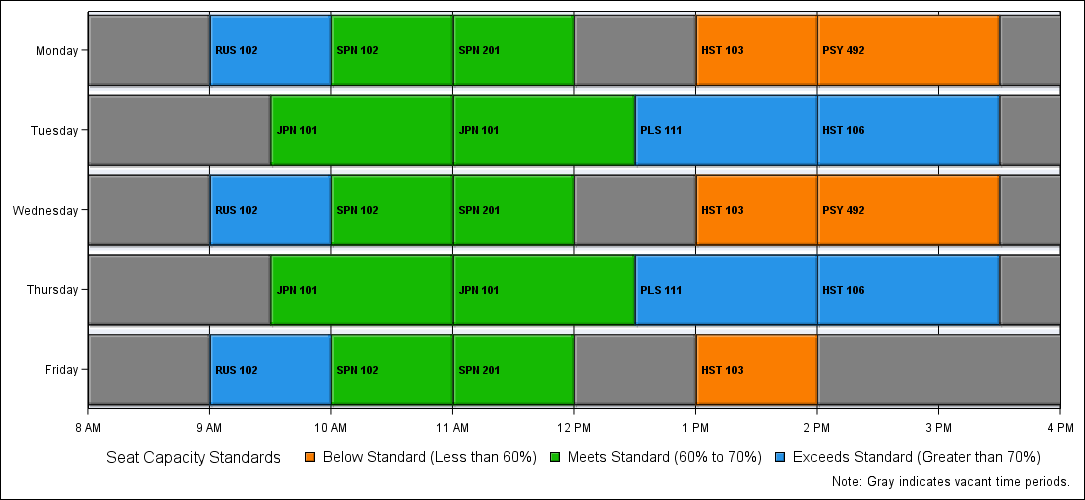 Monday RUS 102 SPN 102 SPN 201 HST 103 PSY 492
Tuesday JPN 101 JPN 101 PLS 111 HST 106
Wednesday RUS 102 SPN 102 SPN 201 HST 103 PSY 492
Thursday JPN 101 JPN 101 PLS 111 HST 106
Friday RUS 102 SPN 102 SPN 201 HST 103
8 AM 9 AM 10 AM 11 AM 12 PM 1 PM 2 PM 3 PM 4 PM
Seat Capacity Standards Below Standard (Less than 60%) Meets Standard (60% to 70%) Exceeds Standard (Greater than 70%)
Note: Gray indicates vacant time periods.